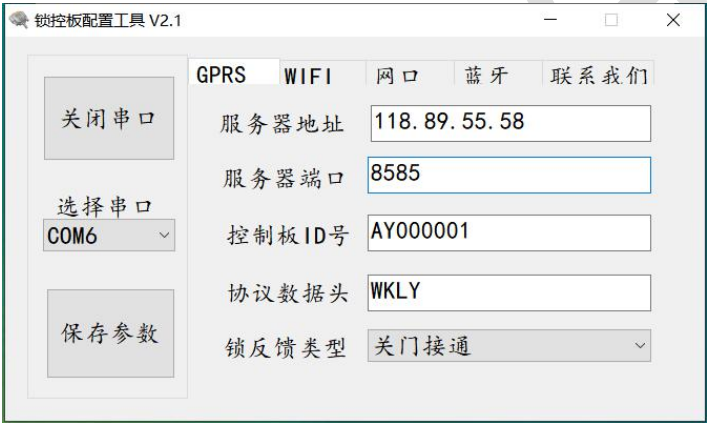 锁控板配置工具 V2.1
关闭串口
选择串口
COM6
保存参数
GPRS WIFI 网口 蓝牙 联系我们
服务器地址 118.89.55.58
服务器端口 8585
控制板ID号 AY000001
协议数据头 WKLY
锁反馈类型 关门接通